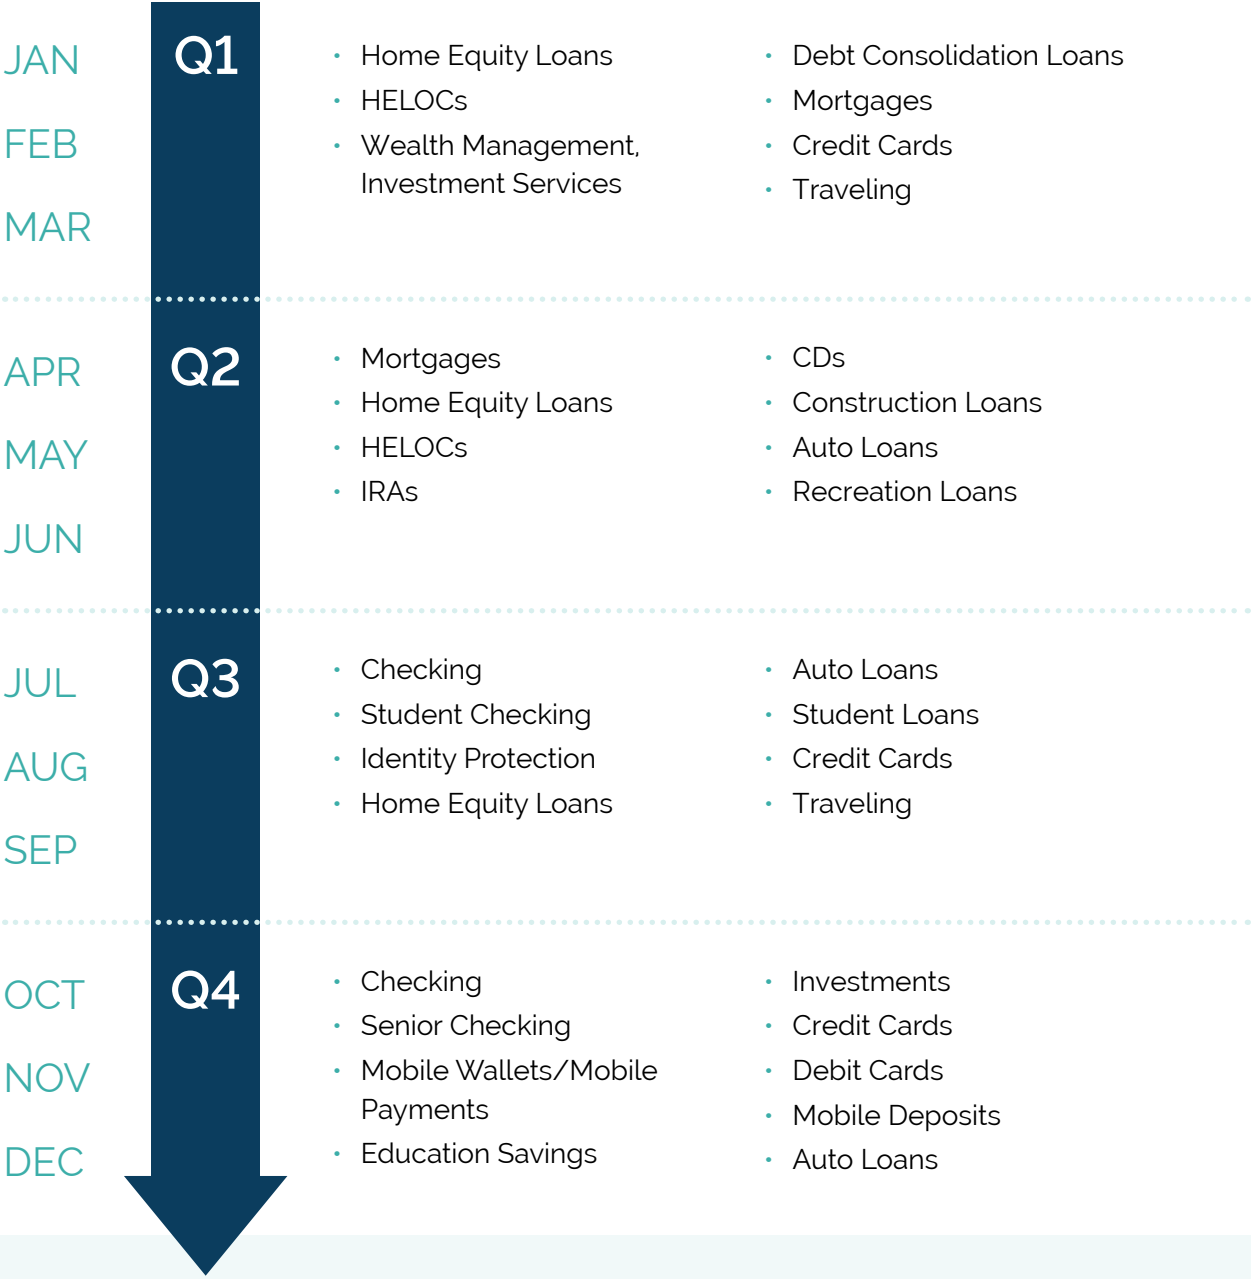 JAN
FEB
MAR
Q1
• Home Equity Loans
• HELOCs
• Wealth Management,
Investment Services
• Debt Consolidation Loans
• Mortgages
• Credit Cards
• Traveling
APR
MAY
JUN
Q2
• Mortgages
• Home Equity Loans
• HELOCs
• IRAs
• CDs
• Construction Loans
• Auto Loans
• Recreation Loans
JUL
AUG
SEP
Q3
• Checking
• Student Checking
• Identity Protection
• Home Equity Loans
• Auto Loans
• Student Loans
• Credit Cards
• Traveling
OCT
NOV
DEC
Q4
• Checking
• Senior Checking
• Mobile Wallets/Mobile
Payments
• Education Savings
• Investments
• Credit Cards
• Debit Cards
• Mobile Deposits
• Auto Loans